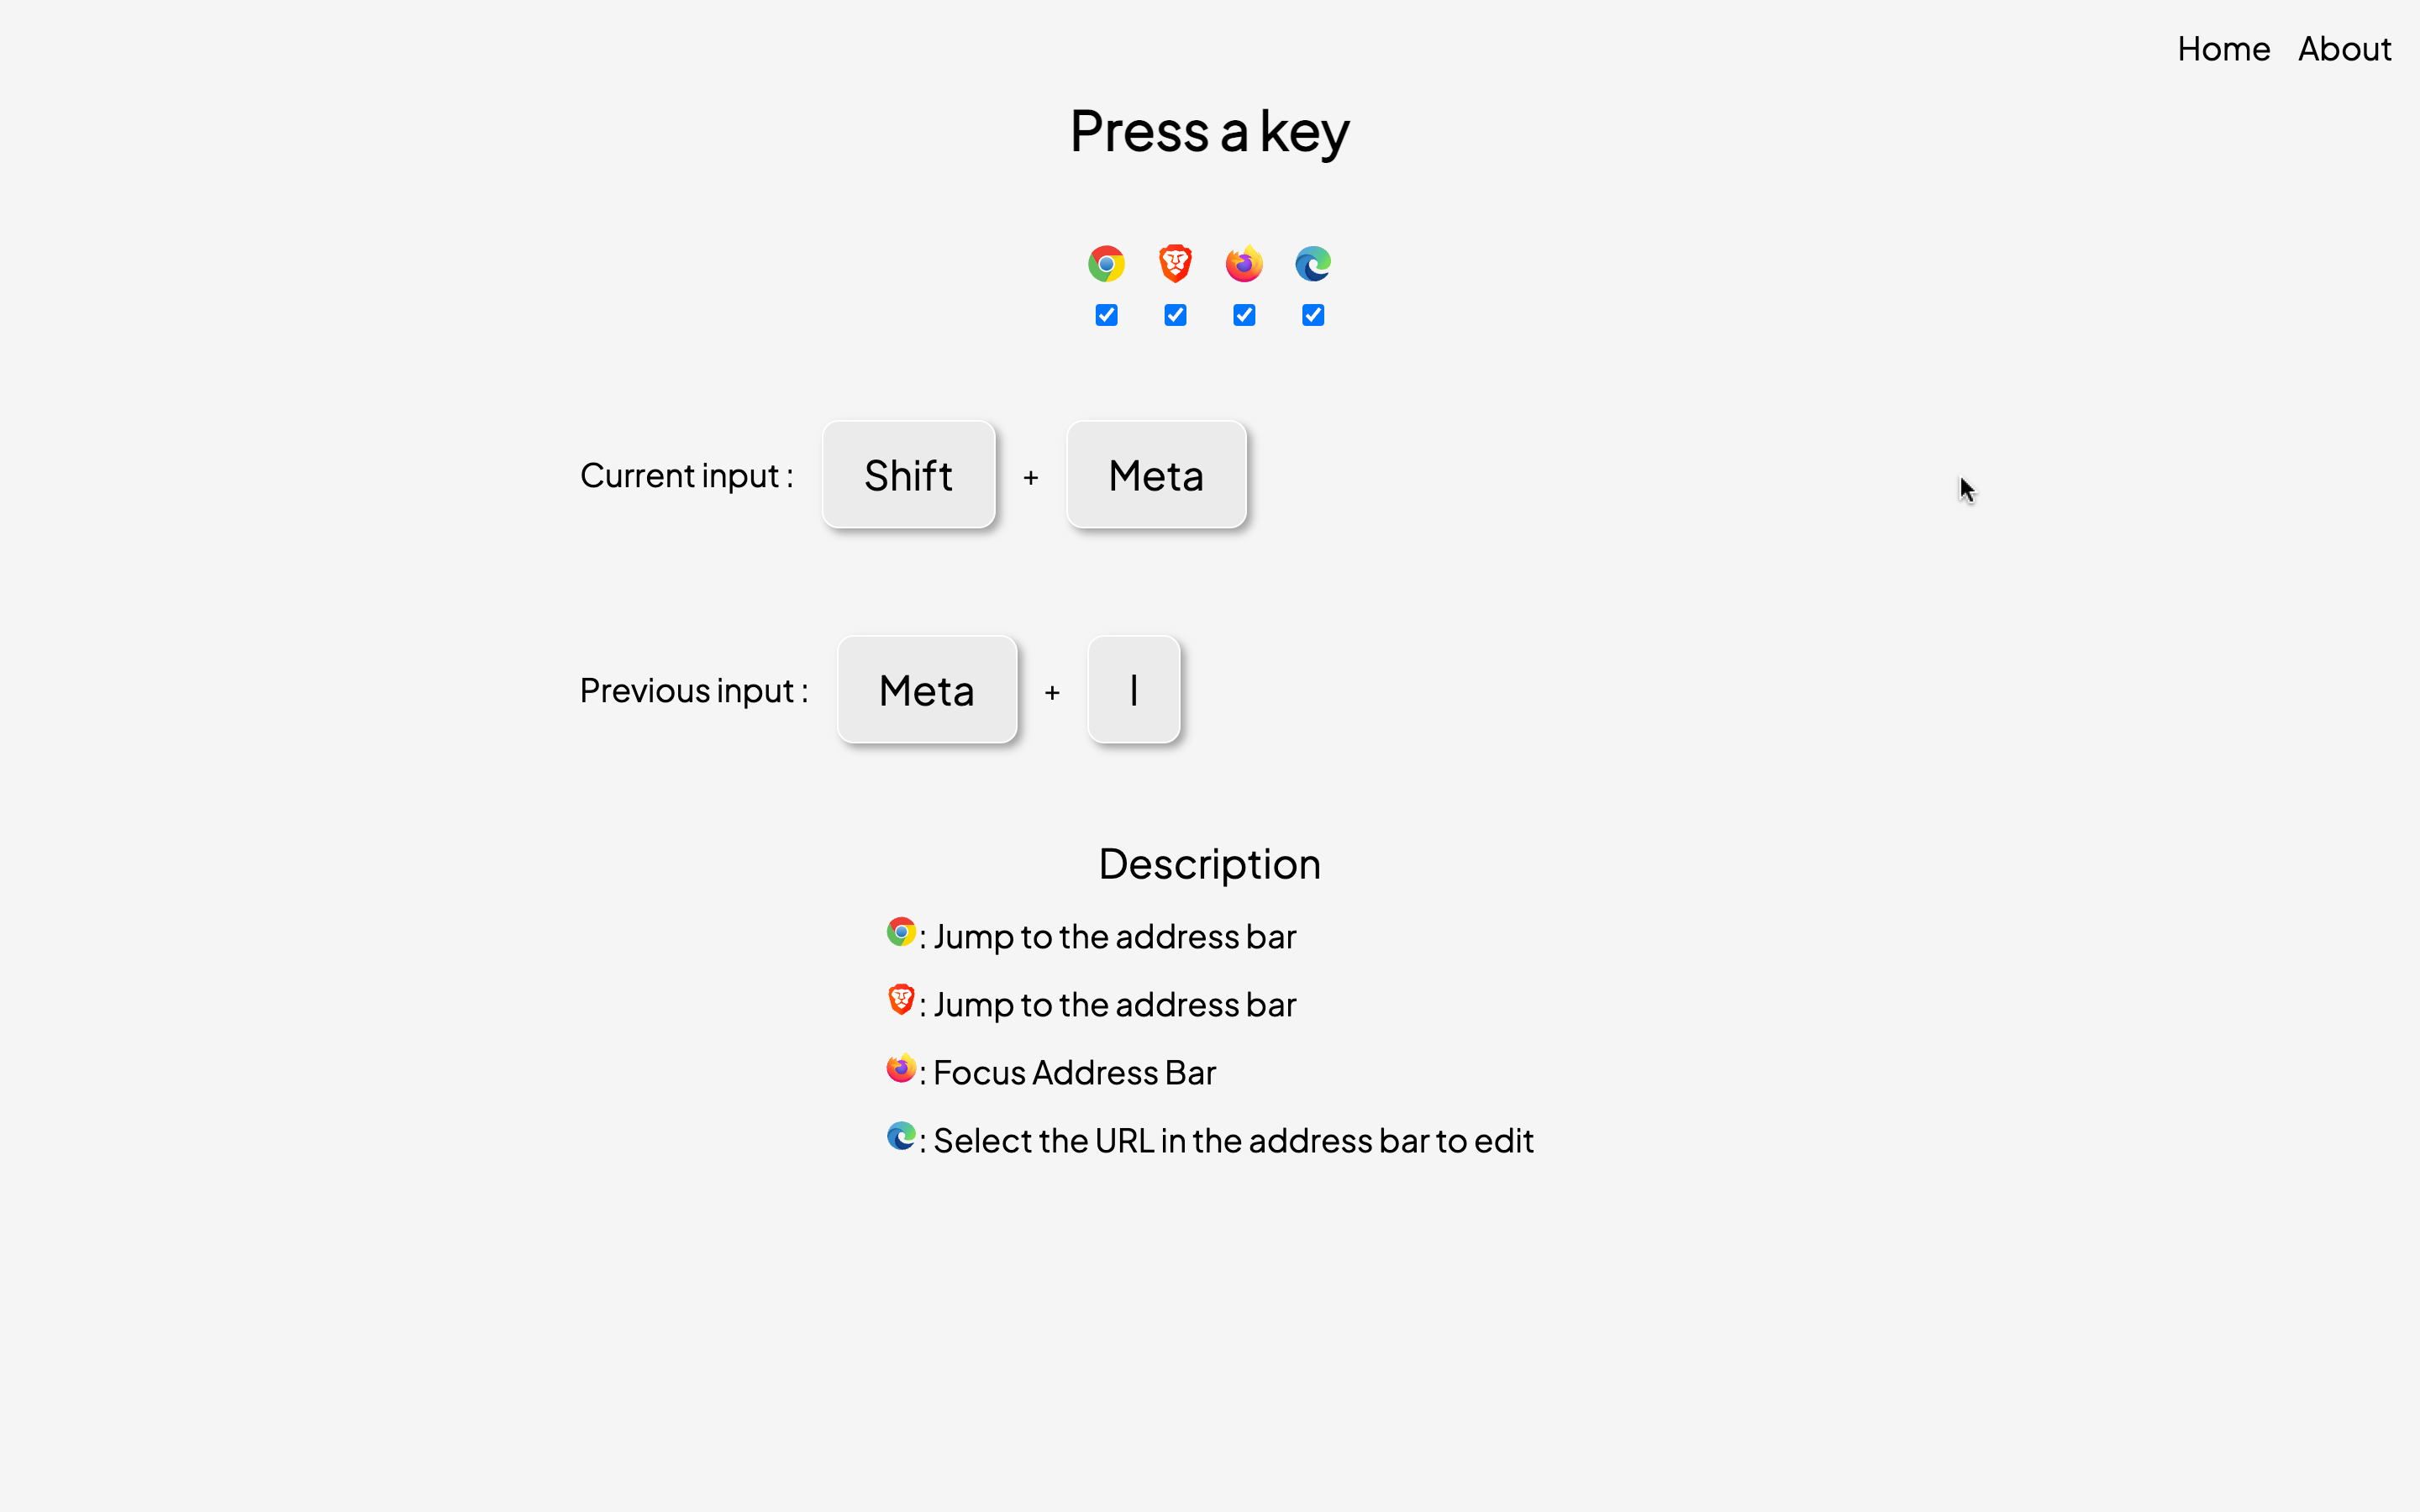 Home About
Press a key
Current input : Shift + Meta
Previous input : Meta + l
Description
: Jump to the address bar
: Jump to the address bar
: Focus Address Bar
: Select the URL in the address bar to edit